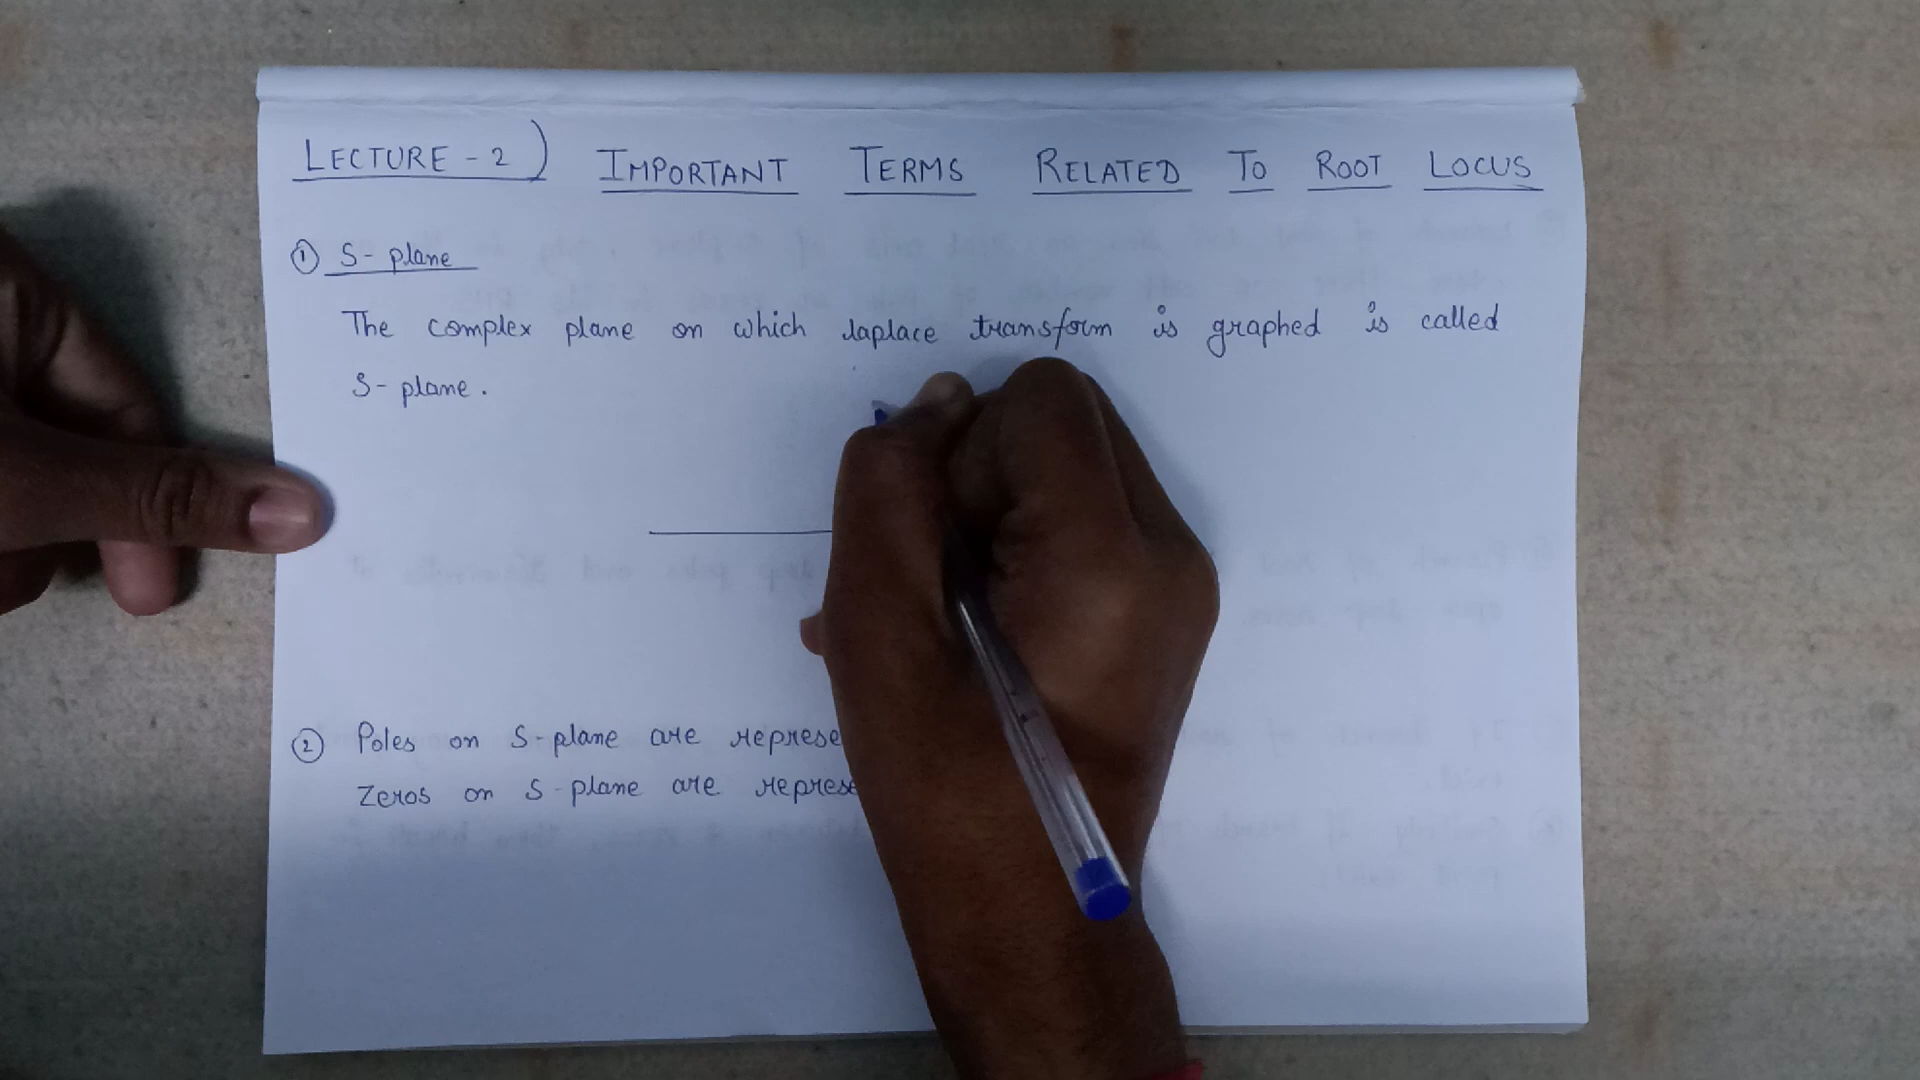 LECTURE - 2) IMPORTANT TERMS RELATED TO ROOT LOCUS
① S- plane
The complex plane on which laplace transform is graphed is called
S- plane.
② Poles on S-plane are represe
Zeros on S-plane are represe